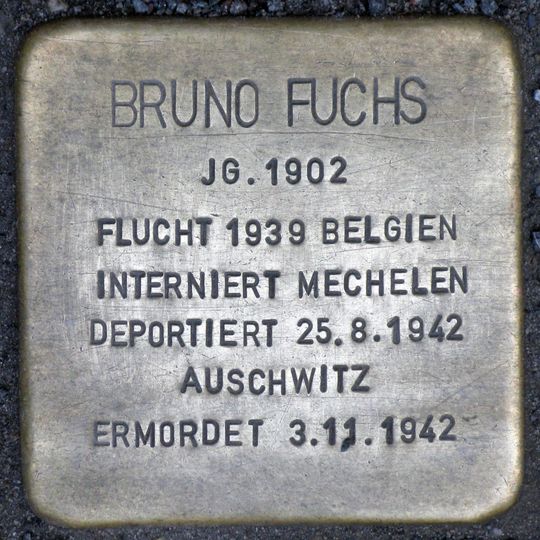 BRUNO FUCHS
JG. 1902
FLUCHT 1939 BELGIEN
INTERNIERT MECHELEN
DEPORTIERT 25.8.1942
AUSCHWITZ
ERMORDET 3.11.1942